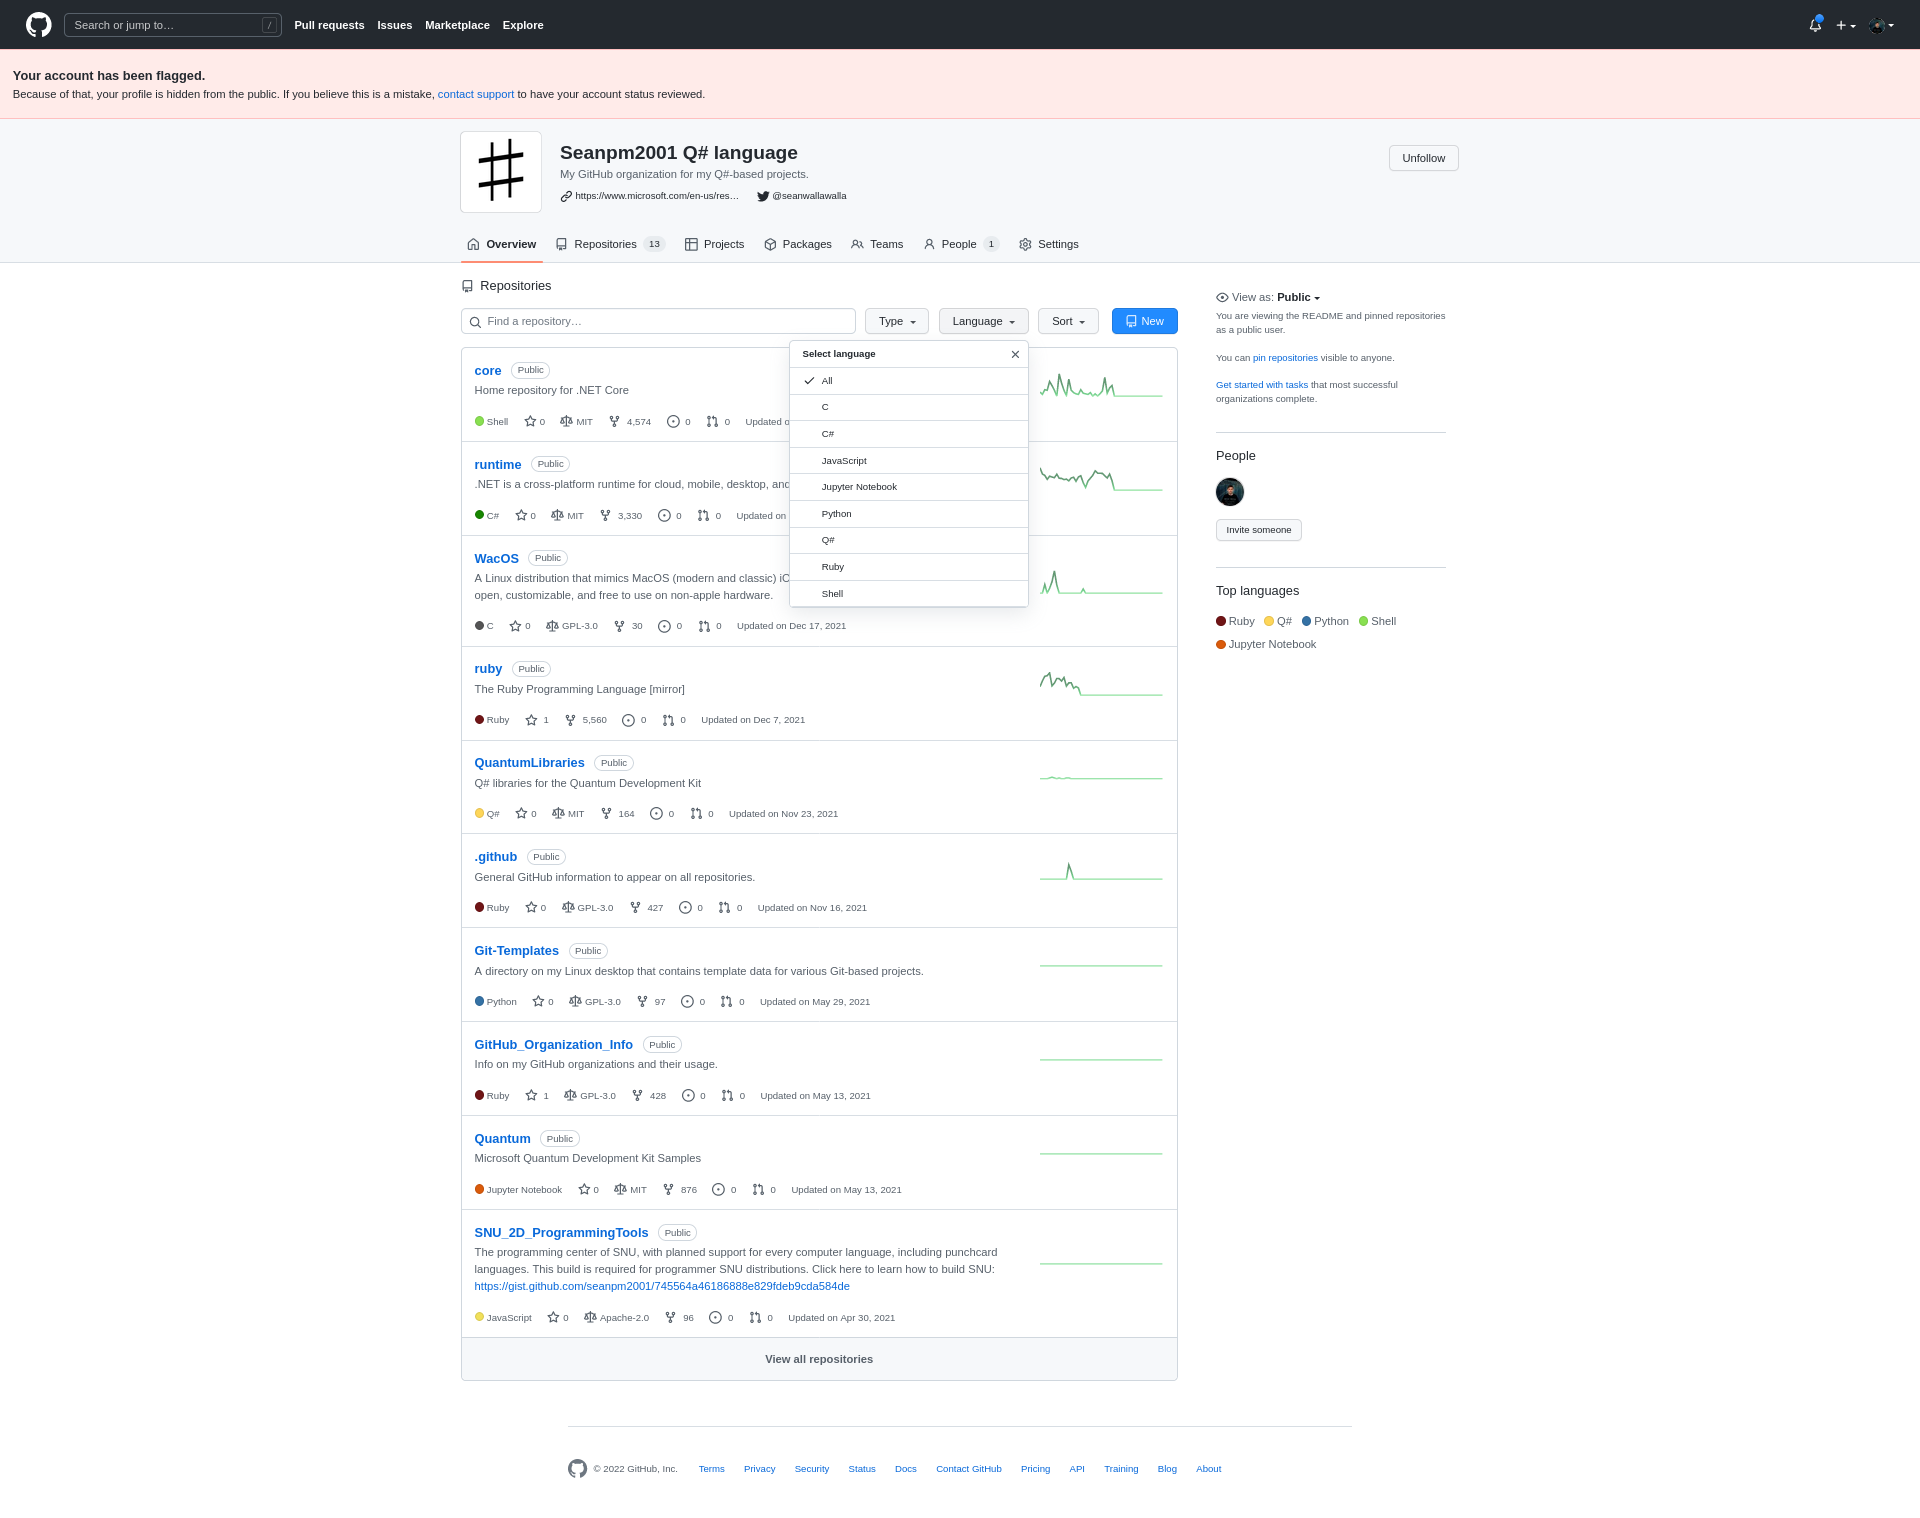 Search or jump to… /
Pull requests Issues Marketplace Explore
Your account has been flagged.
Because of that, your profile is hidden from the public. If you believe this is a mistake, contact support to have your account status reviewed.
Seanpm2001 Q# language
My GitHub organization for my Q#-based projects.
https://www.microsoft.com/en-us/res… @seanwallawalla
Unfollow
Overview Repositories 13 Projects Packages Teams People 1 Settings
Repositories
Find a repository… Type Language Sort New
Select language
All
C
C#
JavaScript
Jupyter Notebook
Python
Q#
Ruby
Shell
core Public
Home repository for .NET Core
Shell 0 MIT 4,574 0 0 Updated o
runtime Public
.NET is a cross-platform runtime for cloud, mobile, desktop, and
C# 0 MIT 3,330 0 0 Updated on
WacOS Public
A Linux distribution that mimics MacOS (modern and classic) iO
open, customizable, and free to use on non-apple hardware.
C 0 GPL-3.0 30 0 0 Updated on Dec 17, 2021
ruby Public
The Ruby Programming Language [mirror]
Ruby 1 5,560 0 0 Updated on Dec 7, 2021
QuantumLibraries Public
Q# libraries for the Quantum Development Kit
Q# 0 MIT 164 0 0 Updated on Nov 23, 2021
.github Public
General GitHub information to appear on all repositories.
Ruby 0 GPL-3.0 427 0 0 Updated on Nov 16, 2021
Git-Templates Public
A directory on my Linux desktop that contains template data for various Git-based projects.
Python 0 GPL-3.0 97 0 0 Updated on May 29, 2021
GitHub_Organization_Info Public
Info on my GitHub organizations and their usage.
Ruby 1 GPL-3.0 428 0 0 Updated on May 13, 2021
Quantum Public
Microsoft Quantum Development Kit Samples
Jupyter Notebook 0 MIT 876 0 0 Updated on May 13, 2021
SNU_2D_ProgrammingTools Public
The programming center of SNU, with planned support for every computer language, including punchcard
languages. This build is required for programmer SNU distributions. Click here to learn how to build SNU:
https://gist.github.com/seanpm2001/745564a46186888e829fdeb9cda584de
JavaScript 0 Apache-2.0 96 0 0 Updated on Apr 30, 2021
View all repositories
View as: Public
You are viewing the README and pinned repositories
as a public user.
You can pin repositories visible to anyone.
Get started with tasks that most successful
organizations complete.
People
Invite someone
Top languages
Ruby Q# Python Shell
Jupyter Notebook
© 2022 GitHub, Inc. Terms Privacy Security Status Docs Contact GitHub Pricing API Training Blog About